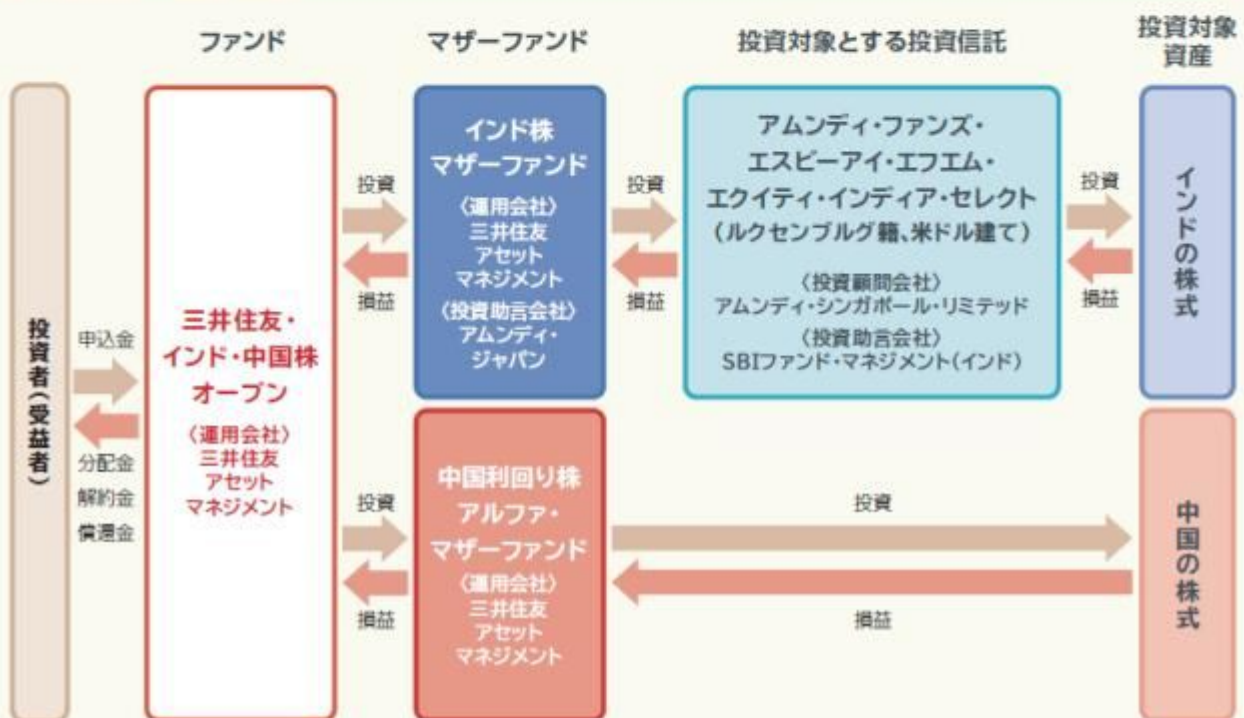 ファンド
マザーファンド
投資対象とする投資信託
投資対象
資産
投資者(受益者)
申込金
分配金
解約金
償還金
三井住友・
インド・中国株
オープン
〈運用会社〉
三井住友
アセット
マネジメント
投資
損益
インド株
マザーファンド
〈運用会社〉
三井住友
アセット
マネジメント
〈投資助言会社〉
アムンディ・
ジャパン
投資
損益
アムンディ・ファンズ・
エスビーアイ・エフエム・
エクイティ・インディア・セレクト
(ルクセンブルグ籍、米ドル建て)
〈投資顧問会社〉
アムンディ・シンガポール・リミテッド
〈投資助言会社〉
SBIファンド・マネジメント(インド)
投資
損益
インドの株式
投資
損益
中国利回り株
アルファ・
マザーファンド
〈運用会社〉
三井住友
アセット
マネジメント
投資
損益
中国の株式